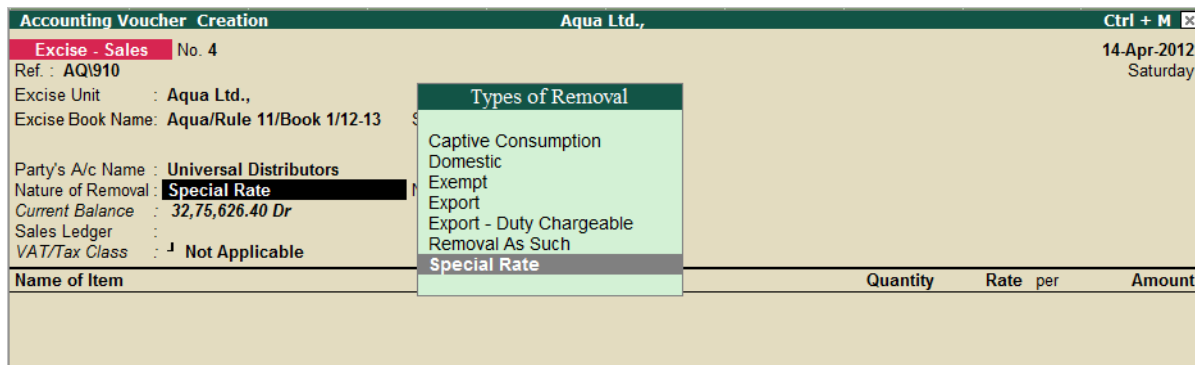 Accounting Voucher Creation Aqua Ltd., Ctrl + M
Excise - Sales No. 4 14-Apr-2012
Ref. : AQ\910 Saturday
Excise Unit : Aqua Ltd.,
Excise Book Name: Aqua/Rule 11/Book 1/12-13
Party's A/c Name : Universal Distributors
Nature of Removal : Special Rate
Current Balance : 32,75,626.40 Dr
Sales Ledger :
VAT/Tax Class : ┘ Not Applicable
Types of Removal
Captive Consumption
Domestic
Exempt
Export
Export - Duty Chargeable
Removal As Such
Special Rate
Name of Item Quantity Rate per Amount